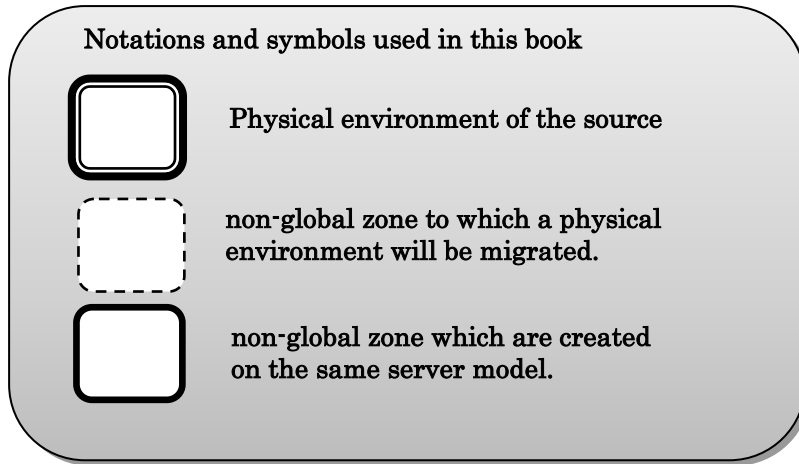 Notations and symbols used in this book
Physical environment of the source
non-global zone to which a physical
environment will be migrated.
non-global zone which are created
on the same server model.